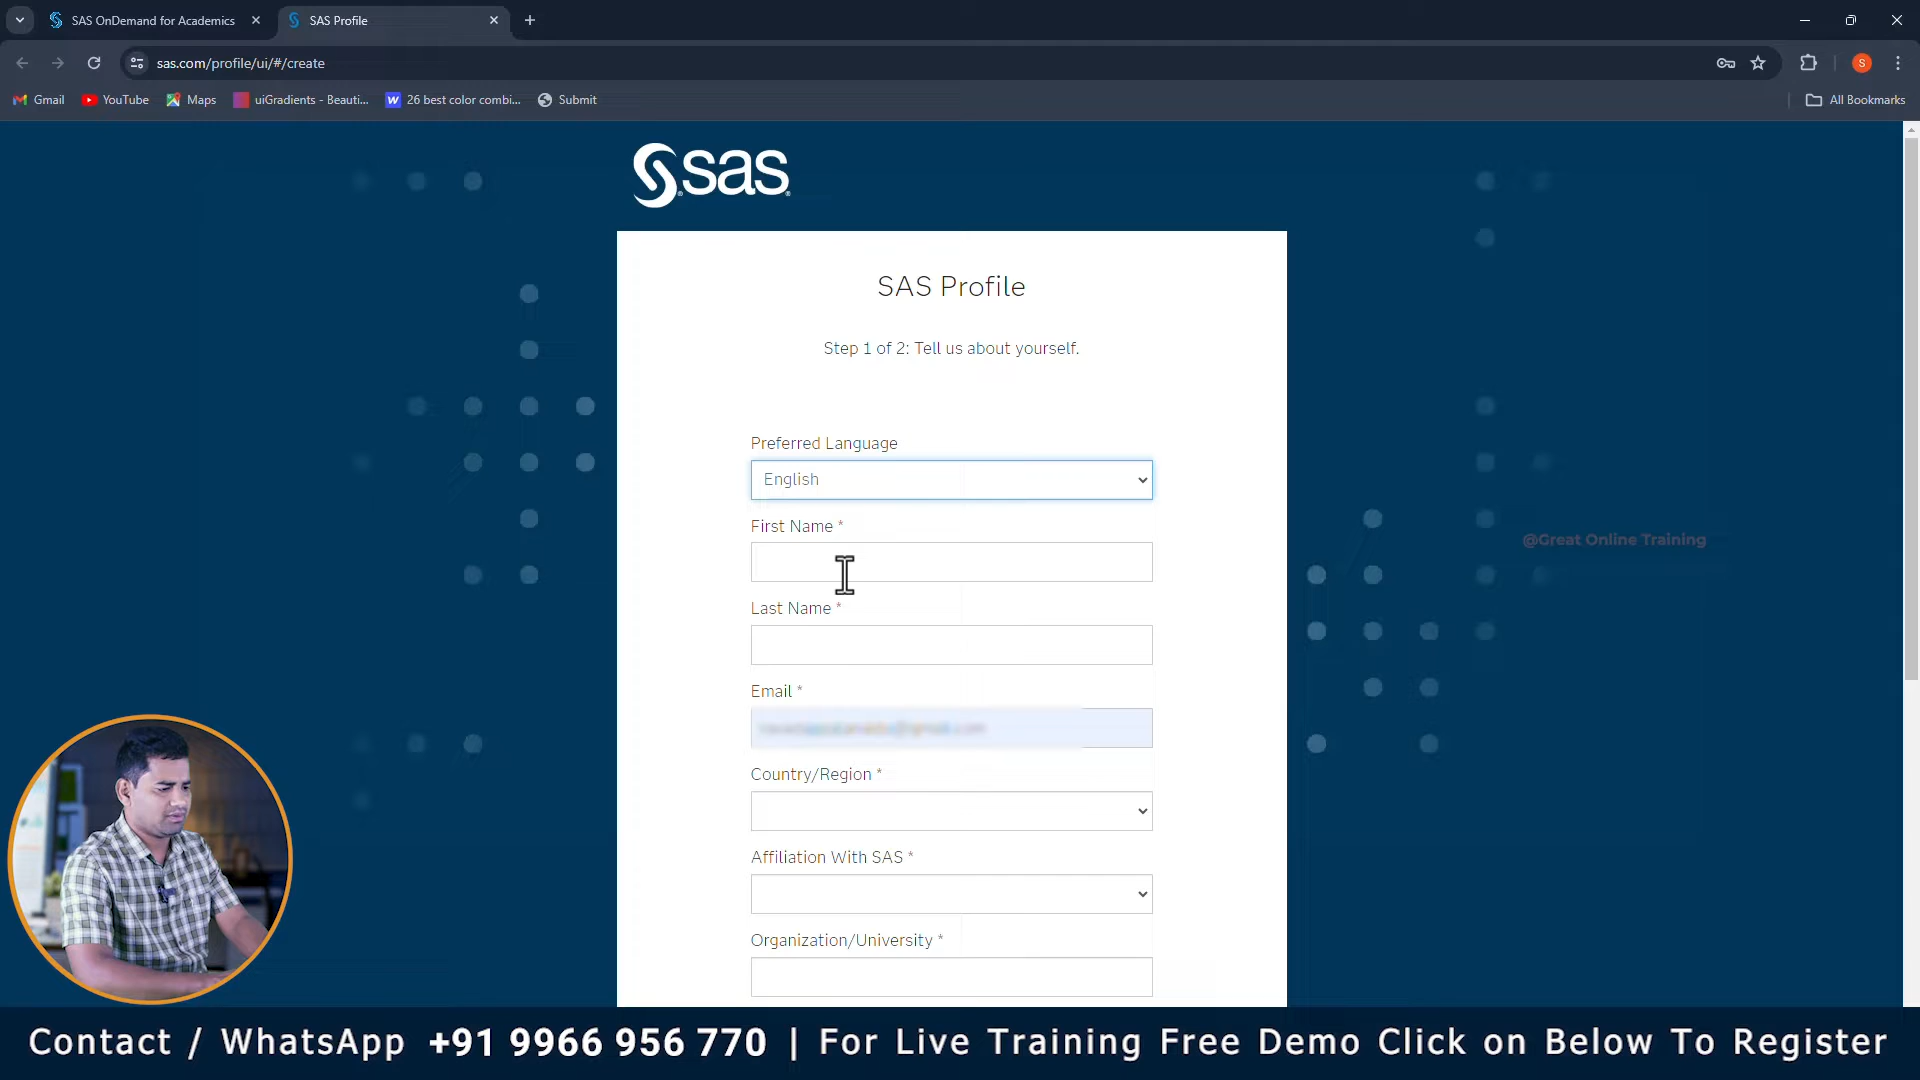 SAS OnDemand for Academics
SAS Profile
sas.com/profile/ui/#/create
S
Gmail
YouTube
Maps
uiGradients - Beauti...
26 best color combi...
Submit
All Bookmarks
sas
SAS Profile
Step 1 of 2: Tell us about yourself.
Preferred Language
English
First Name *
Last Name *
Email *
Country/Region *
Affiliation With SAS *
Organization/University *
@Great Online Training
Contact / WhatsApp +91 9966 956 770 | For Live Training Free Demo Click on Below To Register